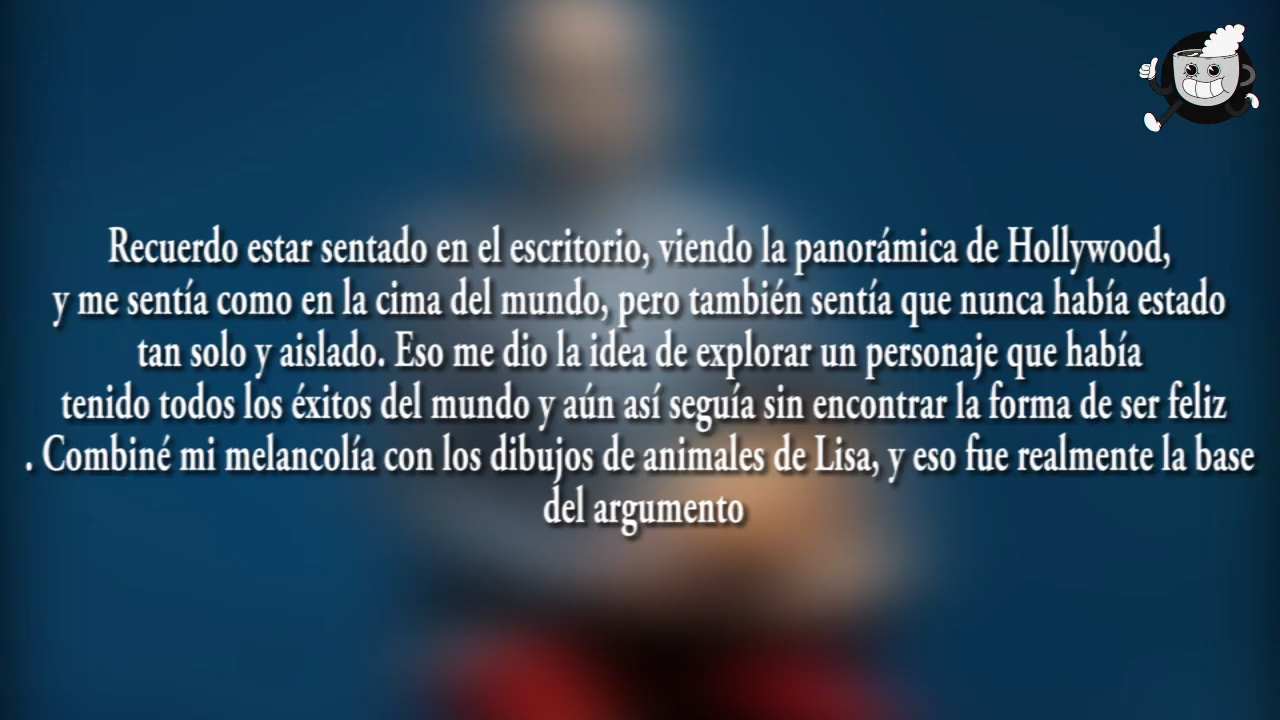 Recuerdo estar sentado en el escritorio, viendo la panorámica de Hollywood,
y me sentía como en la cima del mundo, pero también sentía que nunca había estado
tan solo y aislado. Eso me dio la idea de explorar un personaje que había
tenido todos los éxitos del mundo y aún así seguía sin encontrar la forma de ser feliz
. Combiné mi melancolía con los dibujos de animales de Lisa, y eso fue realmente la base
del argumento